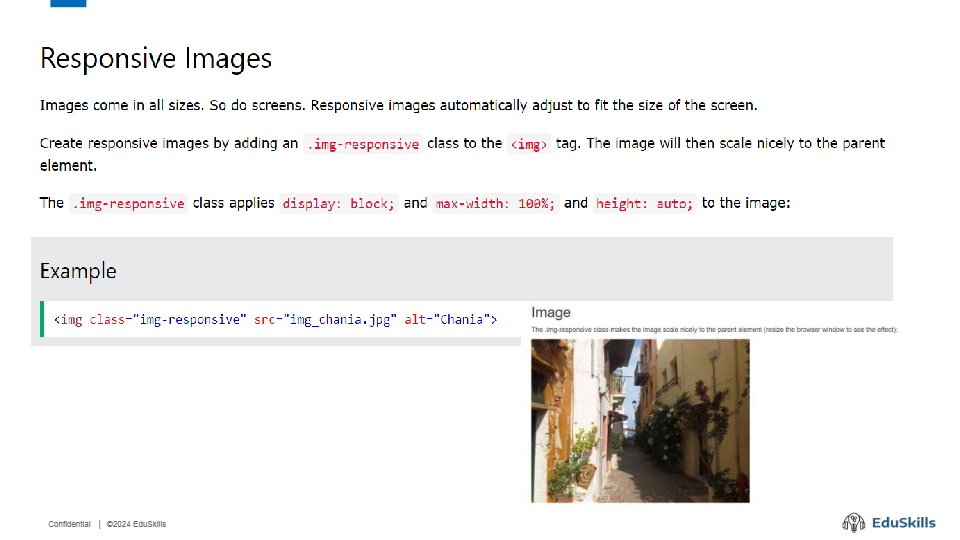 Responsive Images
Images come in all sizes. So do screens. Responsive images automatically adjust to fit the size of the screen.
Create responsive images by adding an .img-responsive class to the <img> tag. The image will then scale nicely to the parent
element.
The .img-responsive class applies display: block; and max-width: 100%; and height: auto; to the image:
Example
<img class="img-responsive" src="img_chania.jpg" alt="Chania">
Image
The .img-responsive class makes the image scale nicely to the parent element (resize the browser window to see the effect):
Confidential | ©2024 EduSkills
EduSkills